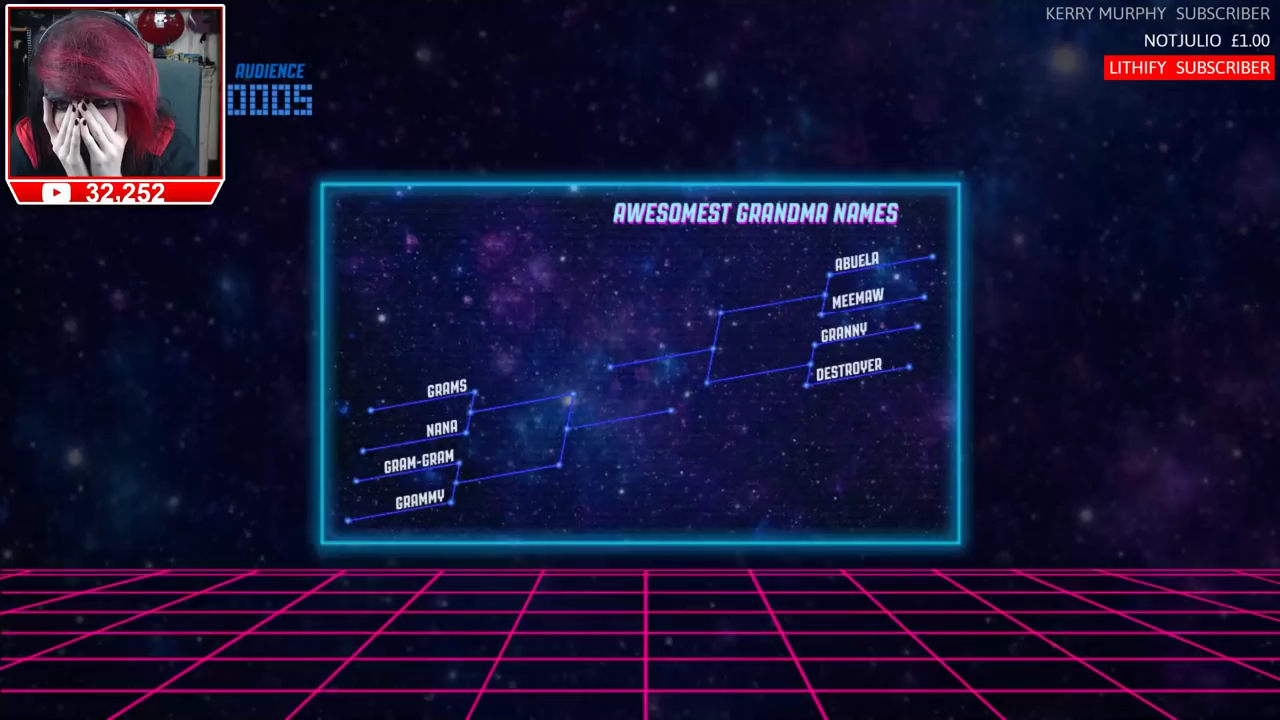 KERRY MURPHY SUBSCRIBER
NOTJULIO £1.00
LITHIFY SUBSCRIBER
AUDIENCE
0005
32,252
AWESOMEST GRANDMA NAMES
ABUELA
MEEMAW
GRANNY
DESTROYER
GRAMS
NANA
GRAM-GRAM
GRAMMY